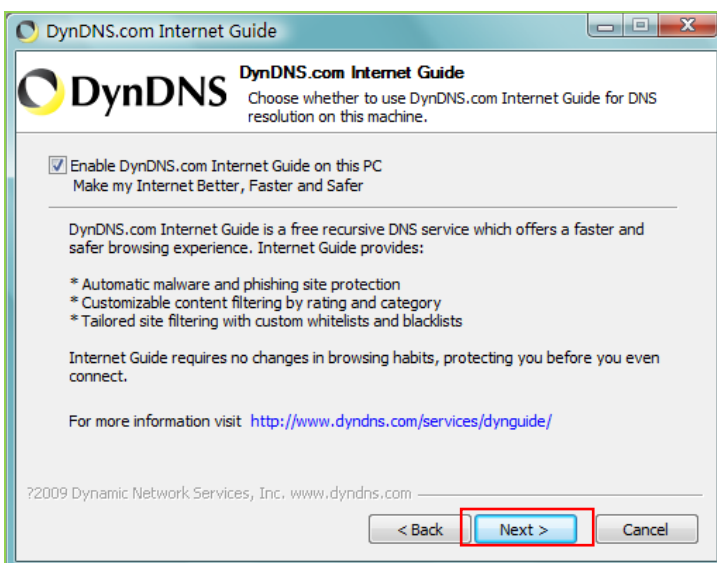 DynDNS.com Internet Guide
DynDNS
DynDNS.com Internet Guide
Choose whether to use DynDNS.com Internet Guide for DNS
resolution on this machine.
Enable DynDNS.com Internet Guide on this PC
Make my Internet Better, Faster and Safer
DynDNS.com Internet Guide is a free recursive DNS service which offers a faster and
safer browsing experience. Internet Guide provides:
* Automatic malware and phishing site protection
* Customizable content filtering by rating and category
* Tailored site filtering with custom whitelists and blacklists
Internet Guide requires no changes in browsing habits, protecting you before you even
connect.
For more information visit http://www.dyndns.com/services/dynguide/
?2009 Dynamic Network Services, Inc. www.dyndns.com
< Back Next > Cancel